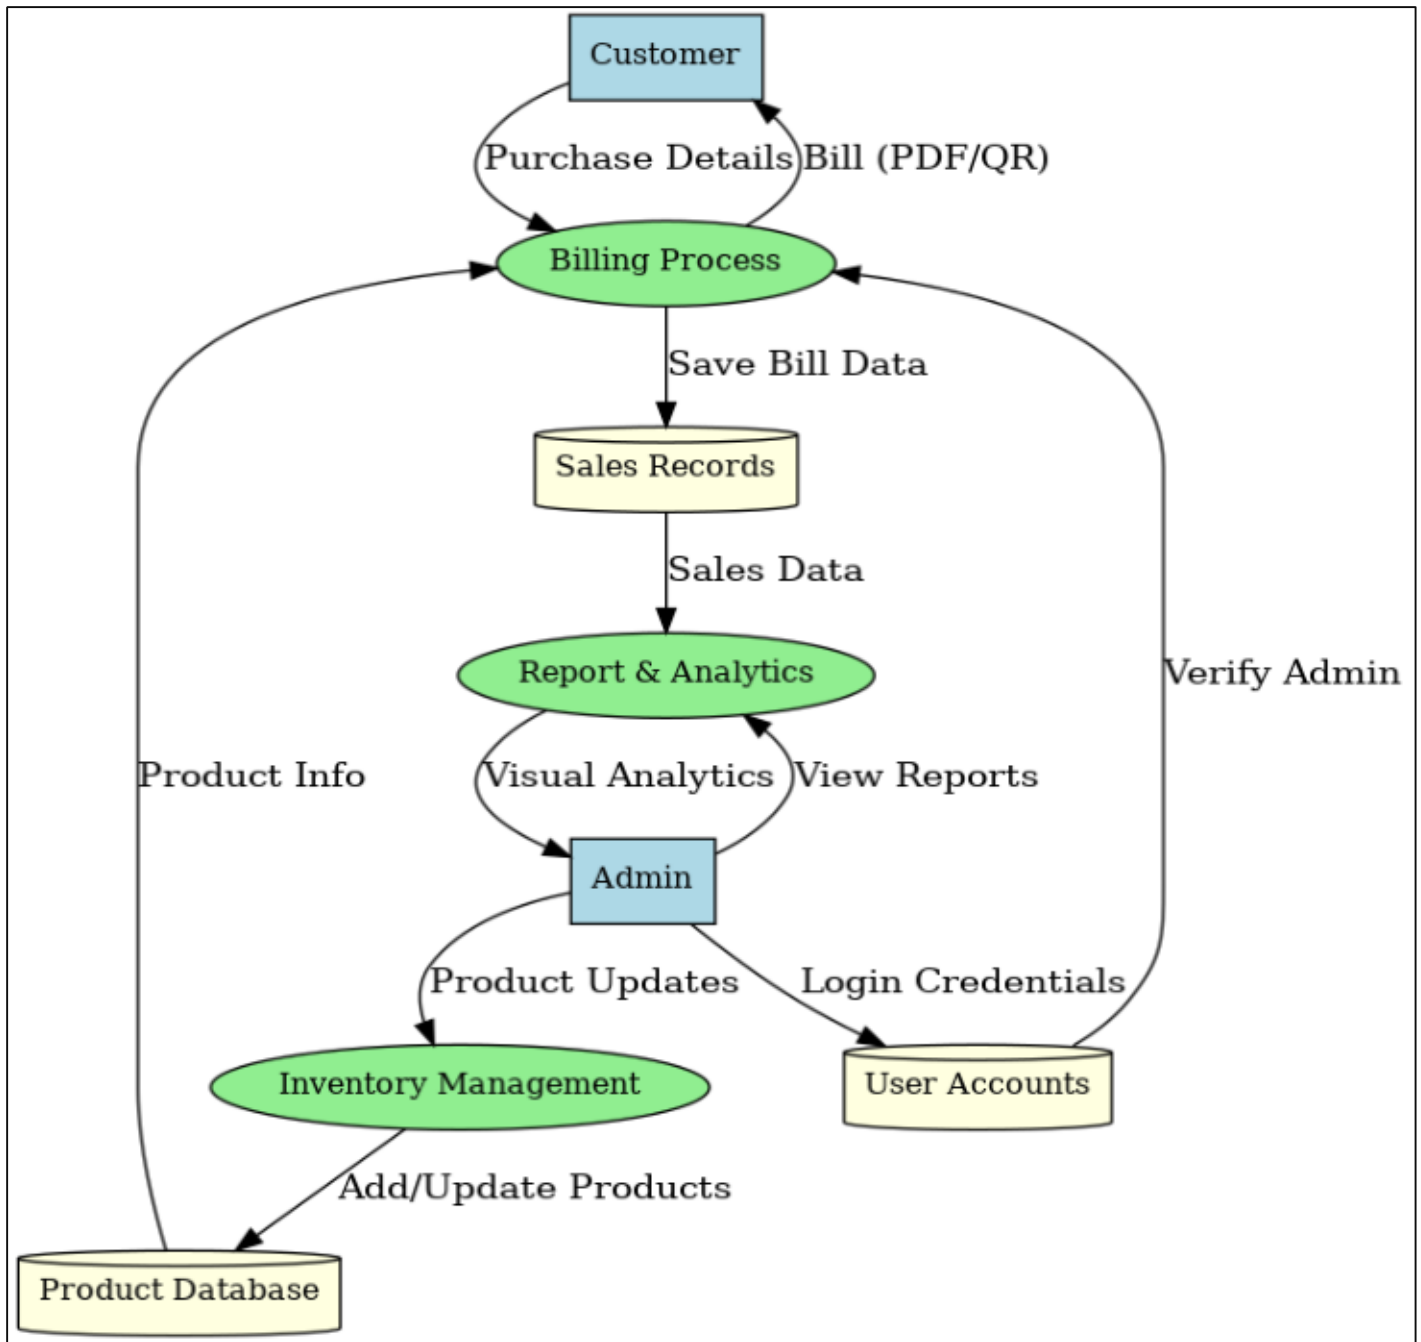 Customer
Purchase Details
Bill (PDF/QR)
Billing Process
Save Bill Data
Sales Records
Sales Data
Report & Analytics
Verify Admin
Product Info
Visual Analytics
View Reports
Admin
Product Updates
Login Credentials
Inventory Management
User Accounts
Add/Update Products
Product Database